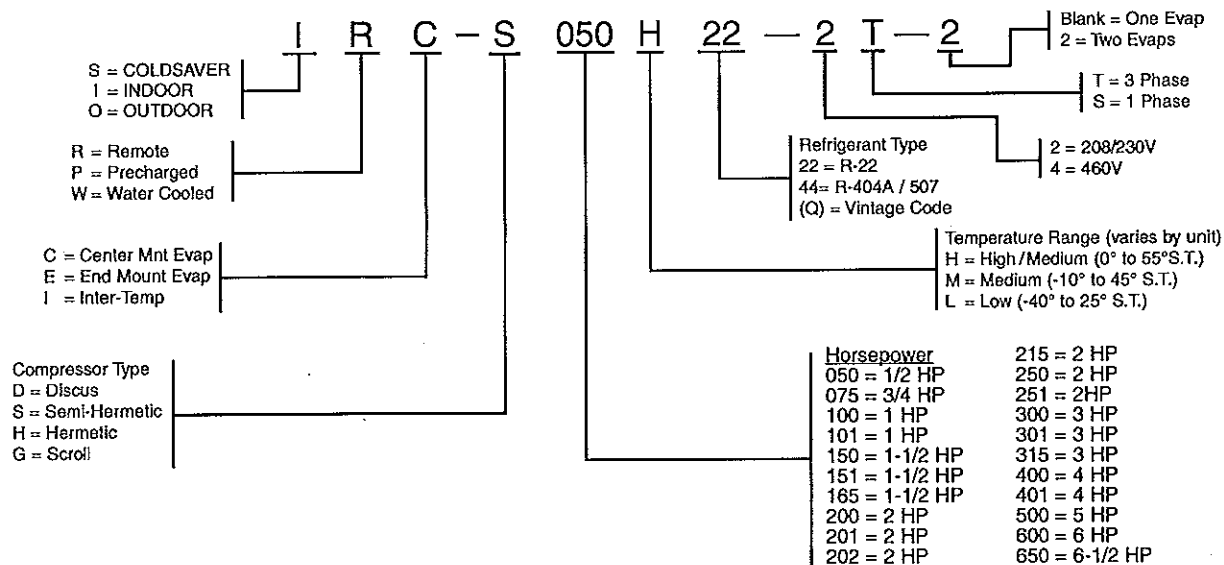 I R C - S 050 H 22 - 2 T - 2
Blank = One Evap
2 = Two Evaps
S = COLDSAVER
1 = INDOOR
O = OUTDOOR
T = 3 Phase
S = 1 Phase
R = Remote
P = Precharged
W = Water Cooled
Refrigerant Type
22 = R-22
44= R-404A / 507
(Q) = Vintage Code
2 = 208/230V
4 = 460V
C = Center Mnt Evap
E = End Mount Evap
I = Inter-Temp
Temperature Range (varies by unit)
H = High/Medium (0° to 55°S.T.)
M = Medium (-10° to 45° S.T.)
L = Low (-40° to 25° S.T.)
Compressor Type
D = Discus
S = Semi-Hermetic
H = Hermetic
G = Scroll
Horsepower
050 = 1/2 HP
075 = 3/4 HP
100 = 1 HP
101 = 1 HP
150 = 1-1/2 HP
151 = 1-1/2 HP
165 = 1-1/2 HP
200 = 2 HP
201 = 2 HP
202 = 2 HP
215 = 2 HP
250 = 2 HP
251 = 2HP
300 = 3 HP
301 = 3 HP
315 = 3 HP
400 = 4 HP
401 = 4 HP
500 = 5 HP
600 = 6 HP
650 = 6-1/2 HP